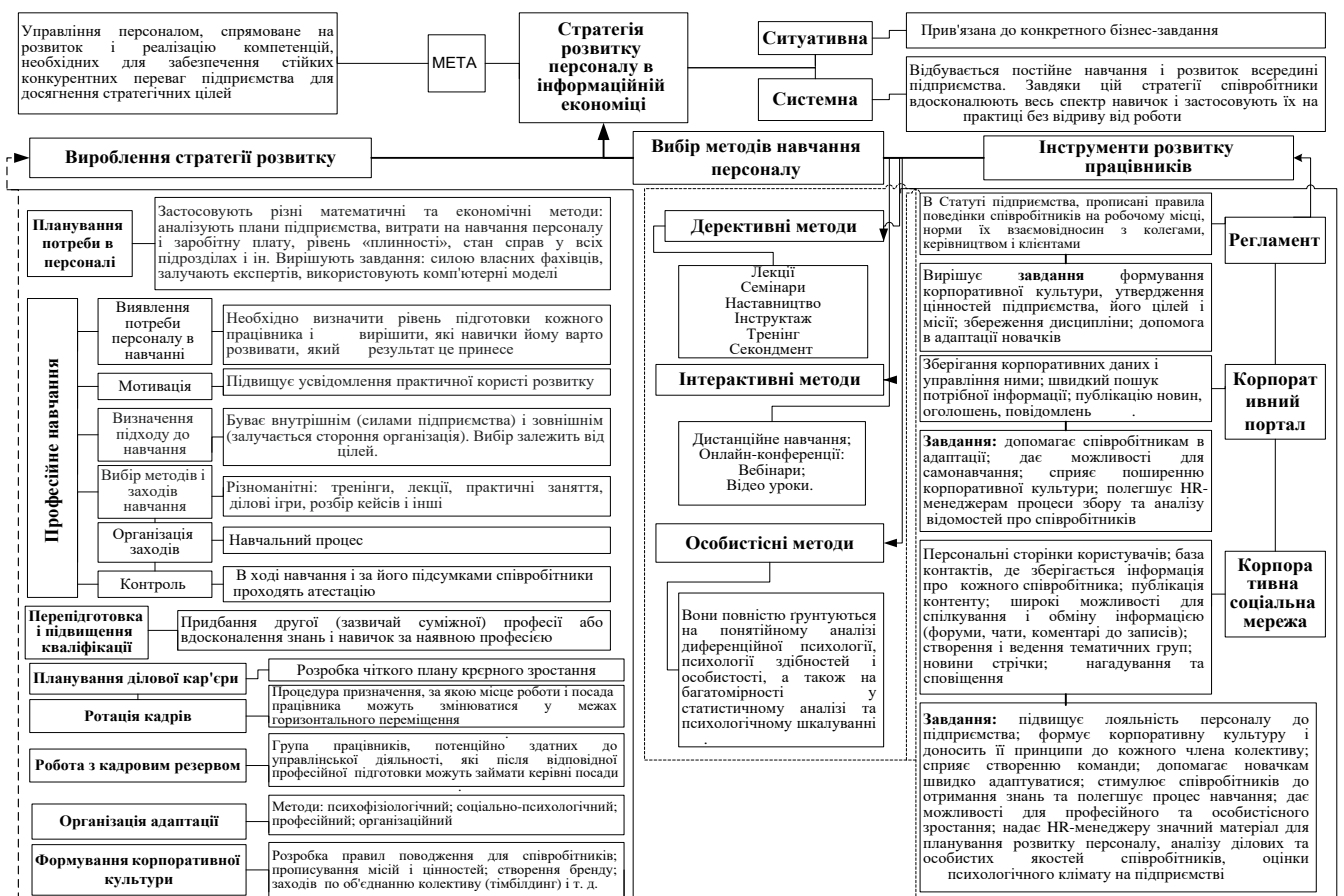 Управління персоналом, спрямоване на
розвиток і реалізацію компетенцій,
необхідних для забезпечення стійких
конкурентних переваг підприємства для
досягнення стратегічних цілей
МЕТА
Стратегія
розвитку
персоналу в
інформаційній
економіці
Ситуативна
Прив'язана до конкретного бізнес-завдання
Системна
Відбувається постійне навчання і розвиток всередині
підприємства. Завдяки цій стратегії співробітники
вдосконалюють весь спектр навичок і застосовують їх на
практиці без відриву від роботи
Вироблення стратегії розвитку
Вибір методів навчання
персоналу
Інструменти розвитку
працівників
Планування
потреби в
персоналі
Застосовують різні математичні та економічні методи:
аналізують плани підприємства, витрати на навчання персоналу
і заробітну плату, рівень «плинності», стан справ у всіх
підрозділах і ін. Вирішують завдання: силою власних фахівців,
залучають експертів, використовують комп'ютерні моделі
Професійне навчання
Виявлення
потреби
персоналу в
навчанні
Необхідно визначити рівень підготовки кожного
працівника і вирішити, які навички йому варто
розвивати, який результат це принесе
Мотивація
Підвищує усвідомлення практичної користі розвитку
Визначення
підходу до
навчання
Буває внутрішнім (силами підприємства) і зовнішнім
(залучається стороння організація). Вибір залежить від
цілей.
Вибір методів і
заходів
навчання
Різноманітні: тренінги, лекції, практичні заняття,
ділові ігри, розбір кейсів і інші
Організація
заходів
Навчальний процес
Контроль
В ході навчання і за його підсумками співробітники
проходять атестацію
Перепідготовка
і підвищення
кваліфікації
Придбання другої (зазвичай суміжної) професії або
вдосконалення знань і навичок за наявною професією
Планування ділової кар'єри
Розробка чіткого плану крєрного зростання
Ротація кадрів
Процедура призначення, за якою місце роботи і посада
працівника можуть змінюватися у межах
горизонтального переміщення
Робота з кадровим резервом
Група працівників, потенційно здатних до
управлінської діяльності, які після відповідної
професійної підготовки можуть займати керівні посади
Організація адаптації
Методи: психофізіологічний; соціально-психологічний;
професійний; організаційний
Формування корпоративної
культури
Розробка правил поводження для співробітників;
прописування місій і цінностей; створення бренду;
заходів по об'єднанню колективу (тімбілдинг) і т. д.
Дерективні методи
Лекції
Семінари
Наставництво
Інструктаж
Тренінг
Секондмент
Інтерактивні методи
Дистанційне навчання;
Онлайн-конференції:
Вебінари;
Відео уроки.
Особистісні методи
Вони повністю ґрунтуються
на понятійному аналізі
диференційної психології,
психології здібностей і
особистості, а також на
багатомірності у
статистичному аналізі та
психологічному шкалуванні
.
В Статуті підприємства, прописані правила
поведінки співробітників на робочому місці,
норми їх взаємовідносин з колегами,
керівництвом і клієнтами
Регламент
Вирішує завдання формування
корпоративної культури, утвердження
цінностей підприємства, його цілей і
місії; збереження дисципліни; допомога
в адаптації новачків
Зберігання корпоративних даних і
управління ними; швидкий пошук
потрібної інформації; публікацію новин,
оголошень, повідомлень .
Корпорат
ивний
портал
Завдання: допомагає співробітникам в
адаптації; дає можливості для
самонавчання; сприяє поширенню
корпоративної культури; полегшує HR-
менеджерам процеси збору та аналізу
відомостей про співробітників
Персональні сторінки користувачів; база
контактів, де зберігається інформація
про кожного співробітника; публікація
контенту; широкі можливості для
спілкування і обміну інформацією
(форуми, чати, коментарі до записів);
створення і ведення тематичних груп;
новини стрічки; нагадування та
сповіщення
Корпора
тивна
соціальна
мережа
Завдання: підвищує лояльність персоналу до
підприємства; формує корпоративну культуру і
доносить її принципи до кожного члена колективу;
сприяє створенню команди; допомагає новачкам
швидко адаптуватися; стимулює співробітників до
отримання знань та полегшує процес навчання; дає
можливості для професійного та особистісного
зростання; надає HR-менеджеру значний матеріал для
планування розвитку персоналу, аналізу ділових та
особистих якостей співробітників, оцінки
психологічного клімату на підприємстві